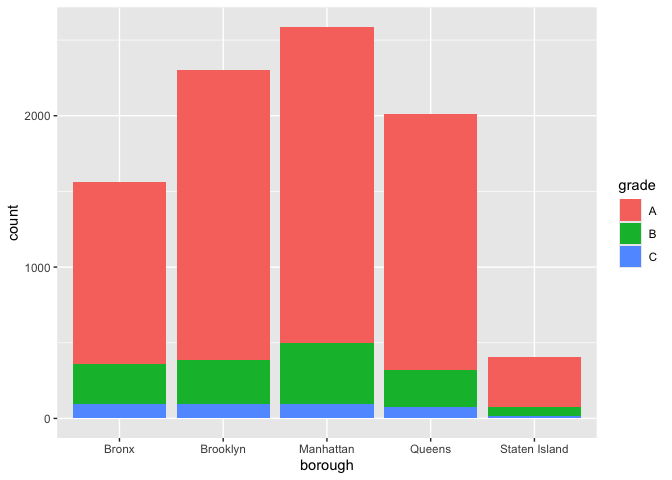 2000
1000
0
count
Bronx Brooklyn Manhattan Queens Staten Island
borough
grade
A
B
C